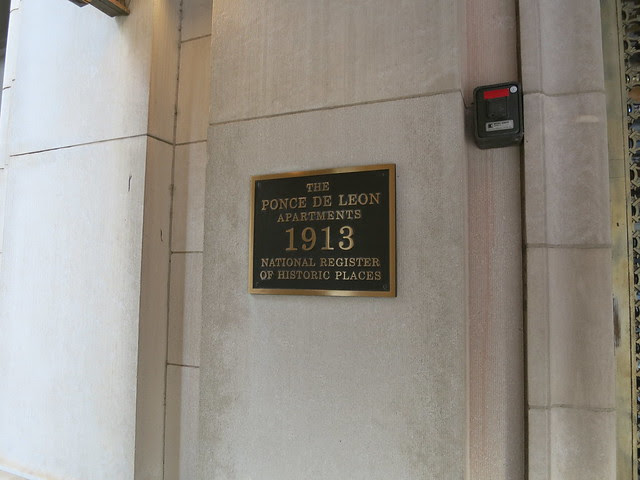 THE
PONCE DE LEON
APARTMENTS
1913
NATIONAL REGISTER
OF HISTORIC PLACES